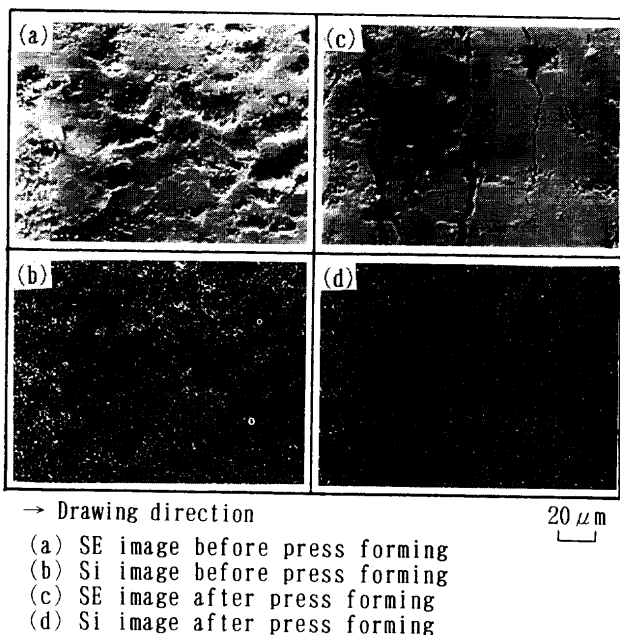 (a)
(c)
(b)
(d)
→ Drawing direction
20 μm
(a) SE image before press forming
(b) Si image before press forming
(c) SE image after press forming
(d) Si image after press forming